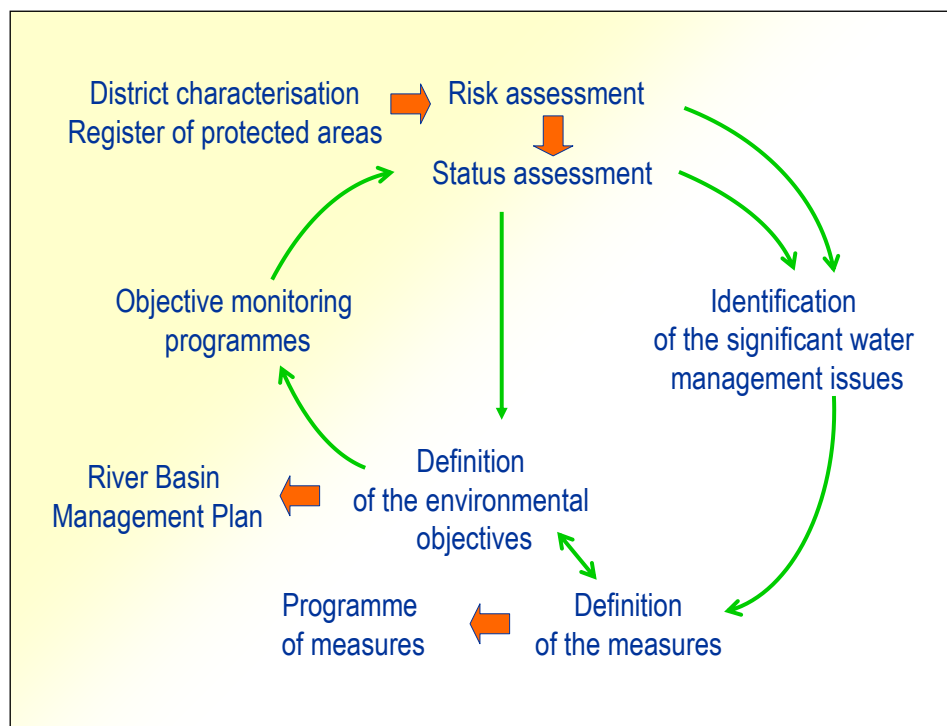 District characterisation
Register of protected areas
Risk assessment
Status assessment
Objective monitoring
programmes
Identification
of the significant water
management issues
River Basin
Management Plan
Definition
of the environmental
objectives
Programme
of measures
Definition
of the measures